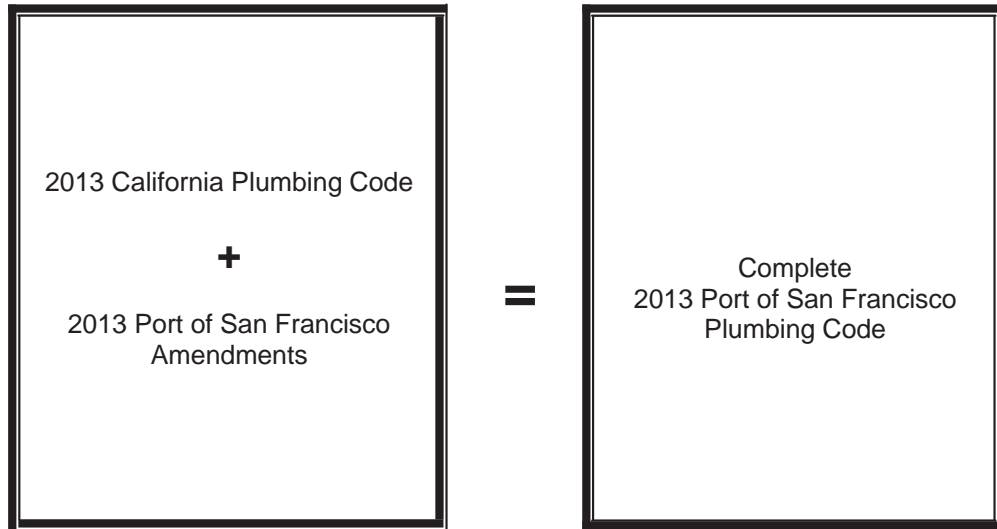 2013 California Plumbing Code
+
2013 Port of San Francisco
Amendments
=
Complete
2013 Port of San Francisco
Plumbing Code